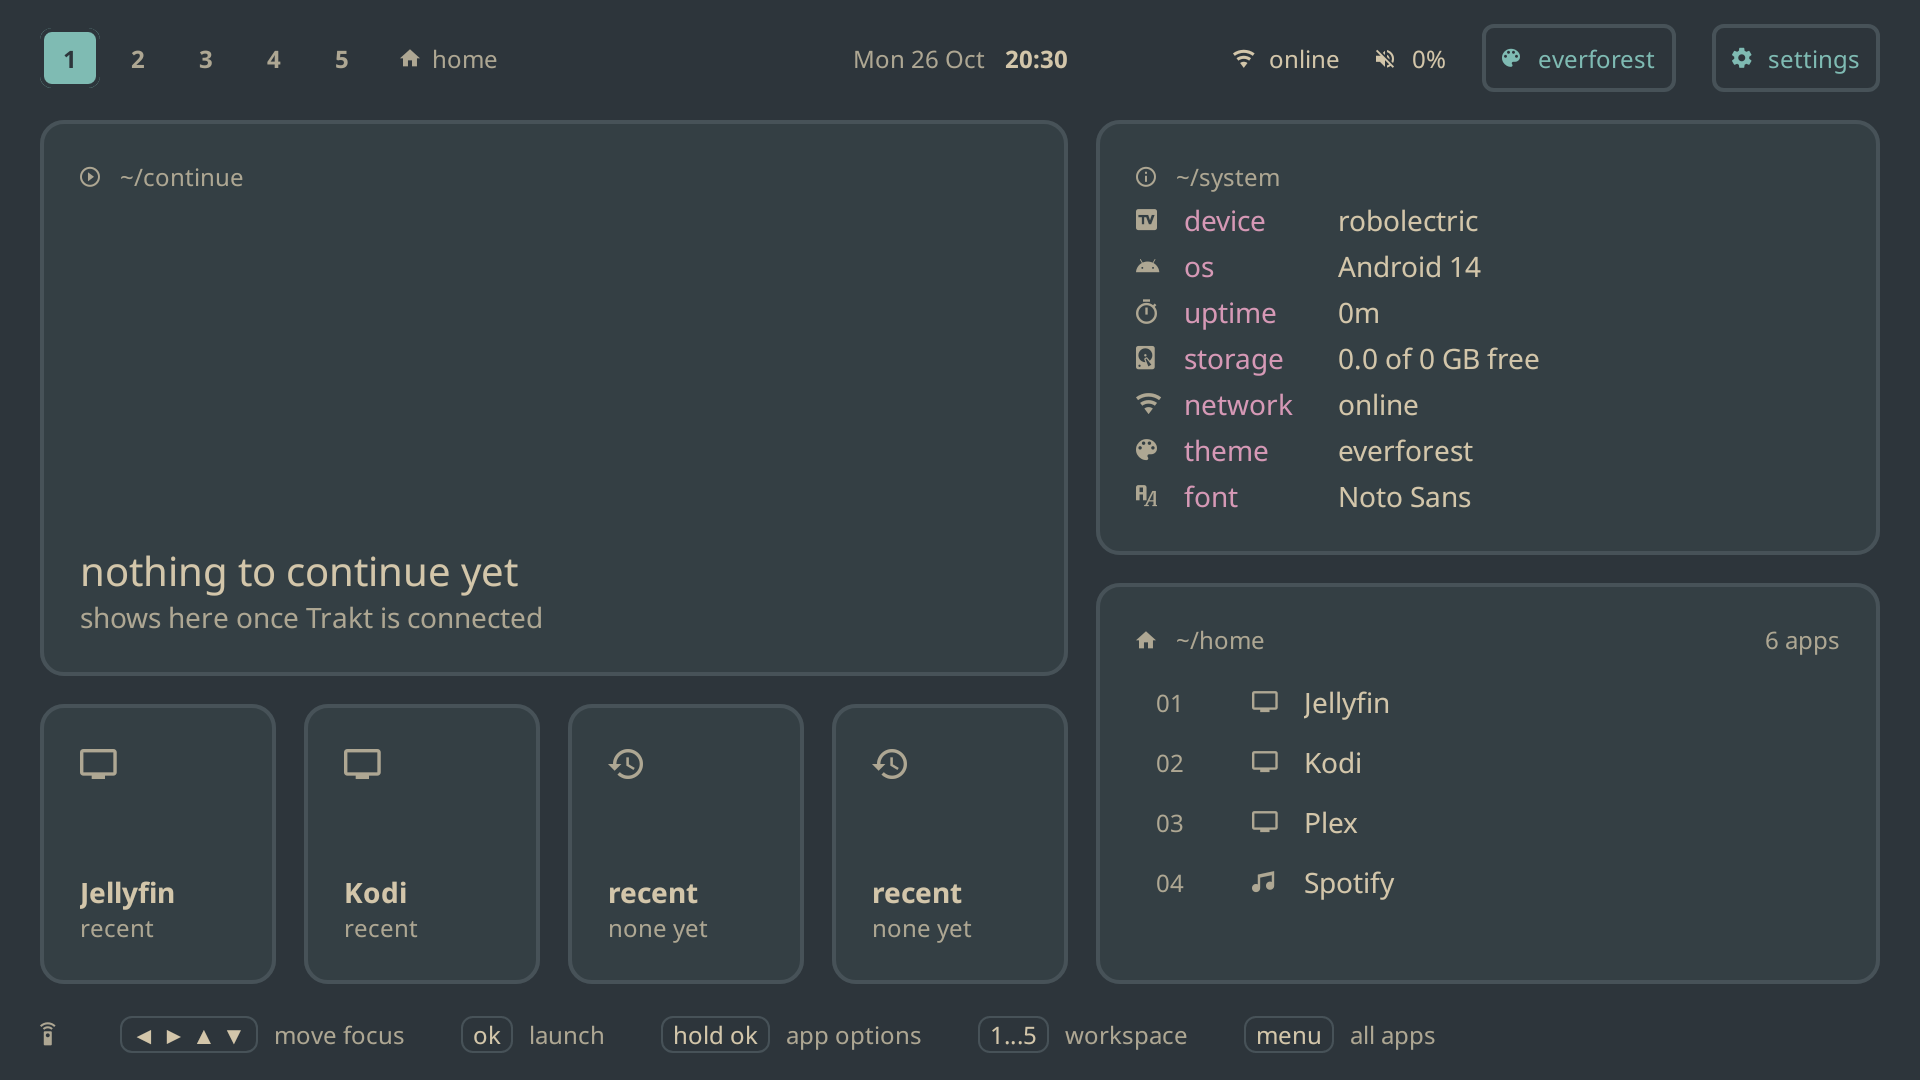 1 2 3 4 5 home Mon 26 Oct 20:30 online 0% everforest settings
~/continue
nothing to continue yet
shows here once Trakt is connected
~/system
device robolectric
os Android 14
uptime 0m
storage 0.0 of 0 GB free
network online
theme everforest
font Noto Sans
Jellyfin
recent
Kodi
recent
recent
none yet
recent
none yet
~/home 6 apps
01 Jellyfin
02 Kodi
03 Plex
04 Spotify
◀ ▶ ▲ ▼ move focus ok launch hold ok app options 1...5 workspace menu all apps